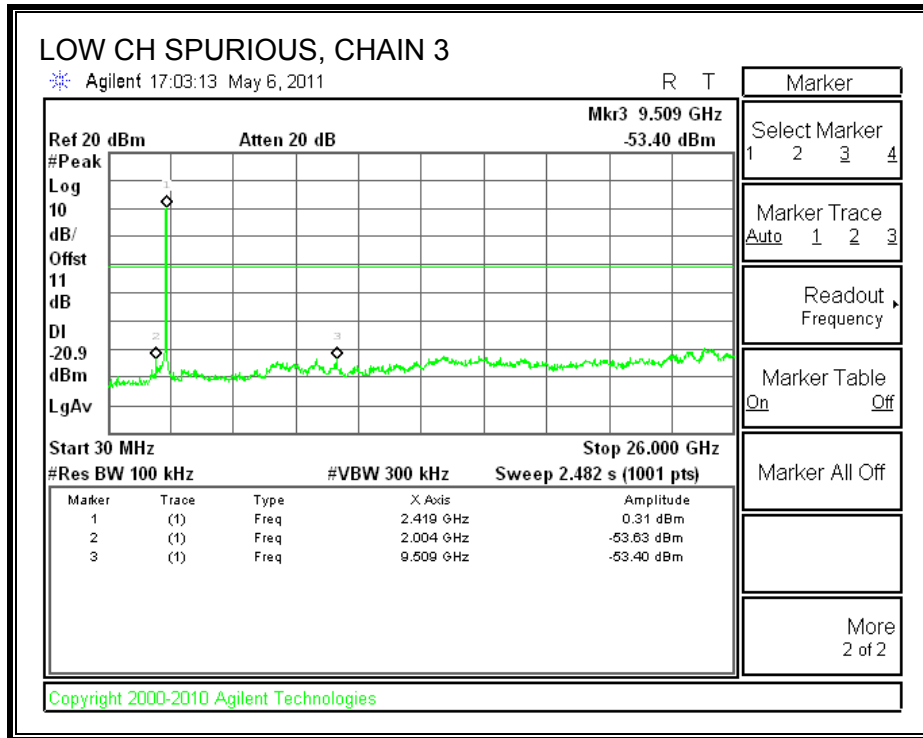 LOW CH SPURIOUS, CHAIN 3
Agilent 17:03:13 May 6, 2011 R T
Mkr3 9.509 GHz
Ref 20 dBm Atten 20 dB -53.40 dBm
#Peak
Log
10
dB/
Offst
11
dB
DI
-20.9
dBm
LgAv
1
2
3
Start 30 MHz Stop 26.000 GHz
#Res BW 100 kHz #VBW 300 kHz Sweep 2.482 s (1001 pts)
Marker Trace Type X Axis Amplitude
1 (1) Freq 2.419 GHz 0.31 dBm
2 (1) Freq 2.004 GHz -53.63 dBm
3 (1) Freq 9.509 GHz -53.40 dBm
Marker
Select Marker
1 2 3 4
Marker Trace
Auto 1 2 3
Readout
Frequency
Marker Table
On Off
Marker All Off
More
2 of 2
Copyright 2000-2010 Agilent Technologies